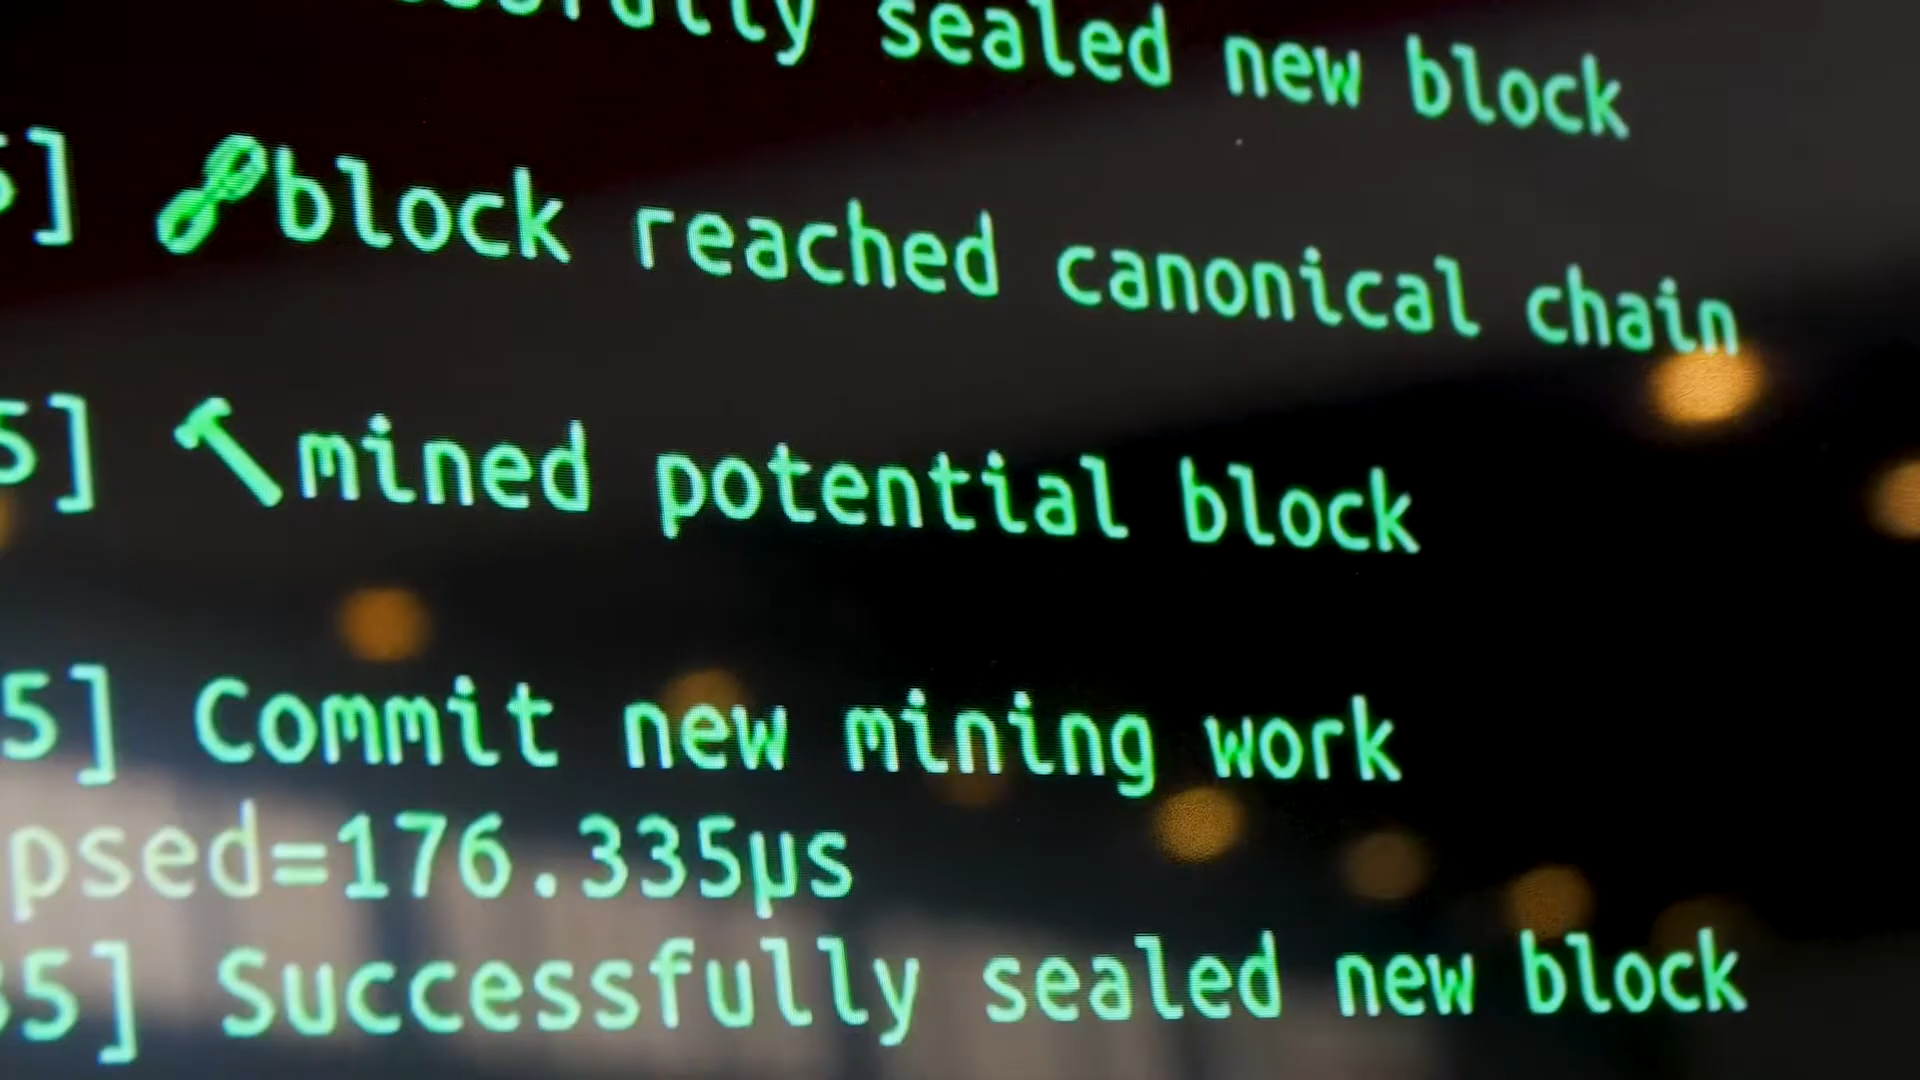 sealed new block
] 🔗block reached canonical chain
5] 🔨mined potential block
5] Commit new mining work
psed=176.335µs
35] Successfully sealed new block